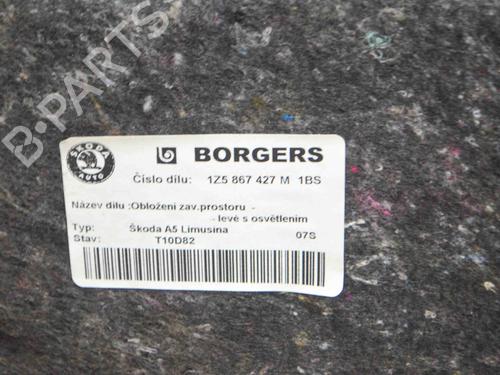 B-PARTS
ŠKODA
AUTO
BORGERS
Číslo dílu: 1Z5 867 427 M 1BS
Název dílu :Obložení zav.prostoru -
- levé s osvětlením
Typ: Škoda A5 Limusina 07S
Stav: T10D82